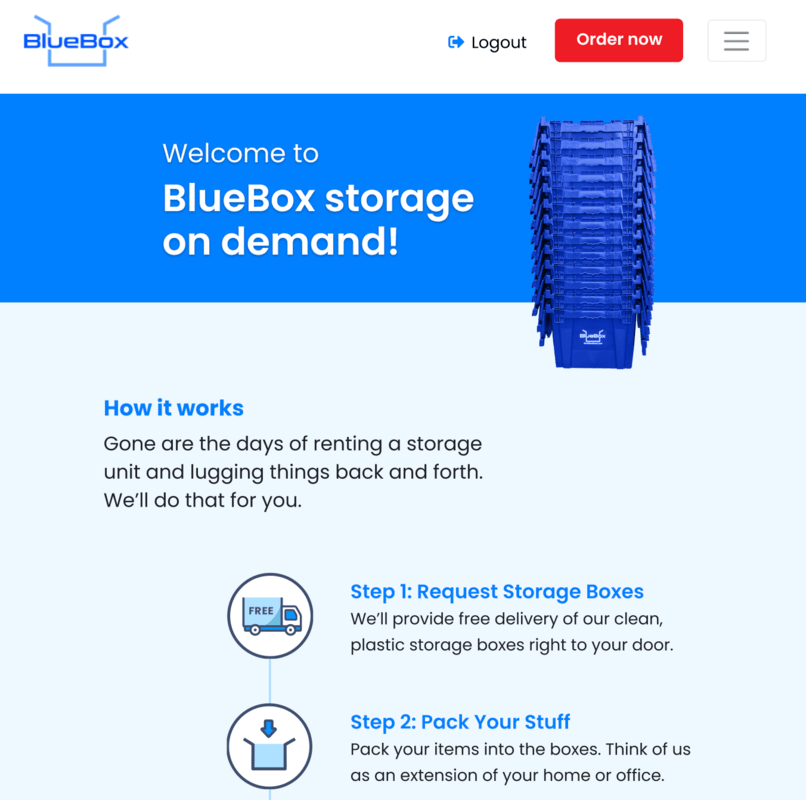 BlueBox
Logout
Order now
Welcome to
BlueBox storage
on demand!
BlueBox
How it works
Gone are the days of renting a storage
unit and lugging things back and forth.
We'll do that for you.
FREE
Step 1: Request Storage Boxes
We'll provide free delivery of our clean,
plastic storage boxes right to your door.
Step 2: Pack Your Stuff
Pack your items into the boxes. Think of us
as an extension of your home or office.